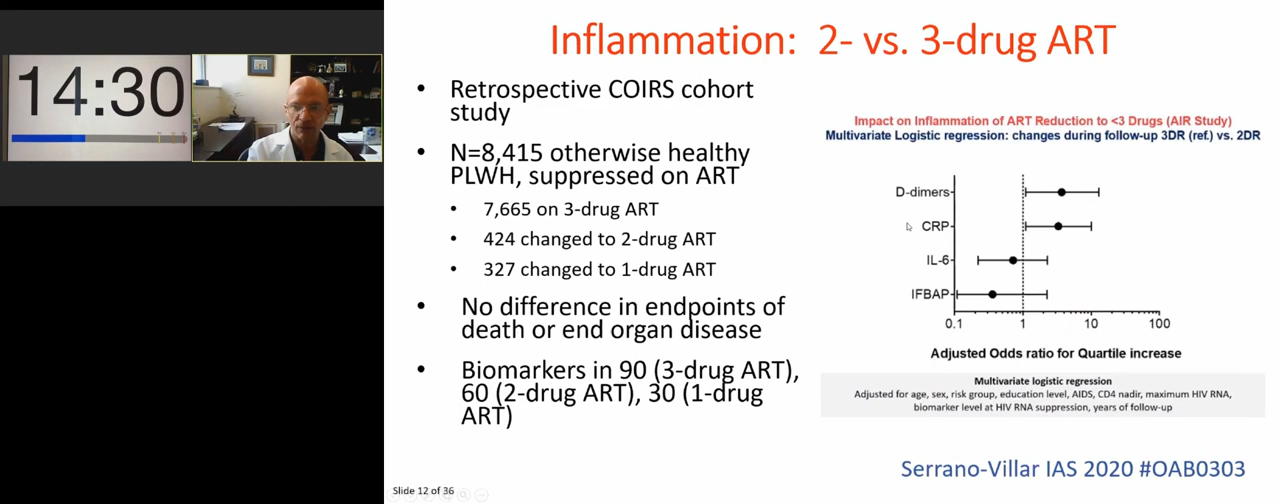 14:30
Inflammation: 2- vs. 3-drug ART
• Retrospective COIRS cohort
study
• N=8,415 otherwise healthy
PLWH, suppressed on ART
• 7,665 on 3-drug ART
• 424 changed to 2-drug ART
• 327 changed to 1-drug ART
• No difference in endpoints of
death or end organ disease
• Biomarkers in 90 (3-drug ART),
60 (2-drug ART), 30 (1-drug
ART)
Impact on Inflammation of ART Reduction to <3 Drugs (AIR Study)
Multivariate Logistic regression: changes during follow-up 3DR (ref.) vs. 2DR
D-dimers
CRP
IL-6
IFBAP
0.1 1 10 100
Adjusted Odds ratio for Quartile increase
Multivariate logistic regression
Adjusted for age, sex, risk group, education level, AIDS, CD4 nadir, maximum HIV RNA,
biomarker level at HIV RNA suppression, years of follow-up
Serrano-Villar IAS 2020 #OAB0303
Slide 12 of 36